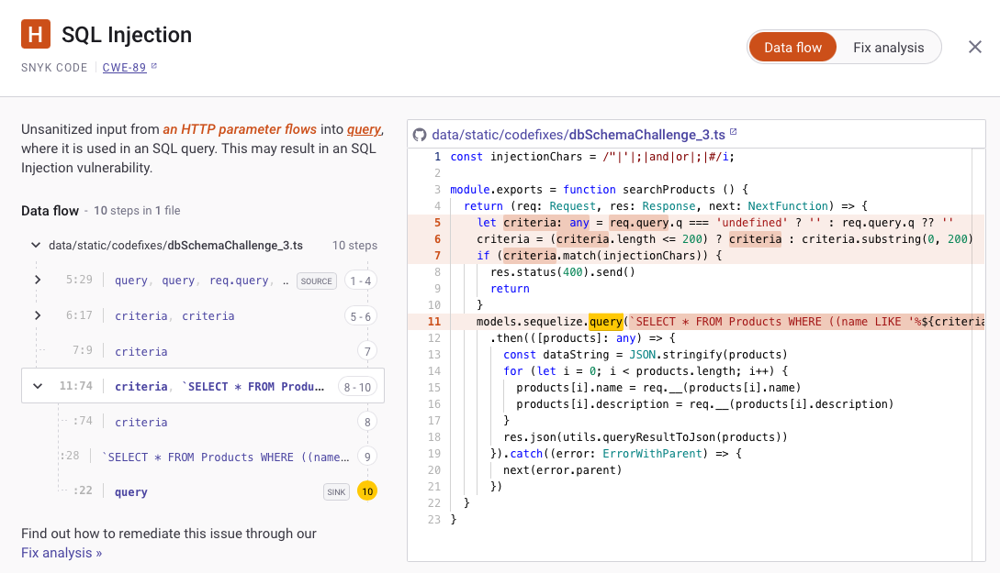 H SQL Injection
SNYK CODE CWE-89
Data flow Fix analysis
Unsanitized input from an HTTP parameter flows into query,
where it is used in an SQL query. This may result in an SQL
Injection vulnerability.
Data flow - 10 steps in 1 file
data/static/codefixes/dbSchemaChallenge_3.ts 10 steps
5:29 query, query, req.query, .. SOURCE 1 - 4
6:17 criteria, criteria 5 - 6
7:9 criteria 7
11:74 criteria, `SELECT * FROM Produ... 8 - 10
:74 criteria 8
:28 `SELECT * FROM Products WHERE ((name... 9
:22 query SINK 10
Find out how to remediate this issue through our
Fix analysis »
data/static/codefixes/dbSchemaChallenge_3.ts
1 const injectionChars = /"|'|;|and|or|;|#/i;
2
3 module.exports = function searchProducts () {
4 return (req: Request, res: Response, next: NextFunction) => {
5 let criteria: any = req.query.q === 'undefined' ? '' : req.query.q ?? ''
6 criteria = (criteria.length <= 200) ? criteria : criteria.substring(0, 200)
7 if (criteria.match(injectionChars)) {
8 res.status(400).send()
9 return
10 }
11 models.sequelize.query(`SELECT * FROM Products WHERE ((name LIKE '%${criteria
12 .then(([products]: any) => {
13 const dataString = JSON.stringify(products)
14 for (let i = 0; i < products.length; i++) {
15 products[i].name = req.__(products[i].name)
16 products[i].description = req.__(products[i].description)
17 }
18 res.json(utils.queryResultToJson(products))
19 }).catch((error: ErrorWithParent) => {
20 next(error.parent)
21 })
22 }
23 }